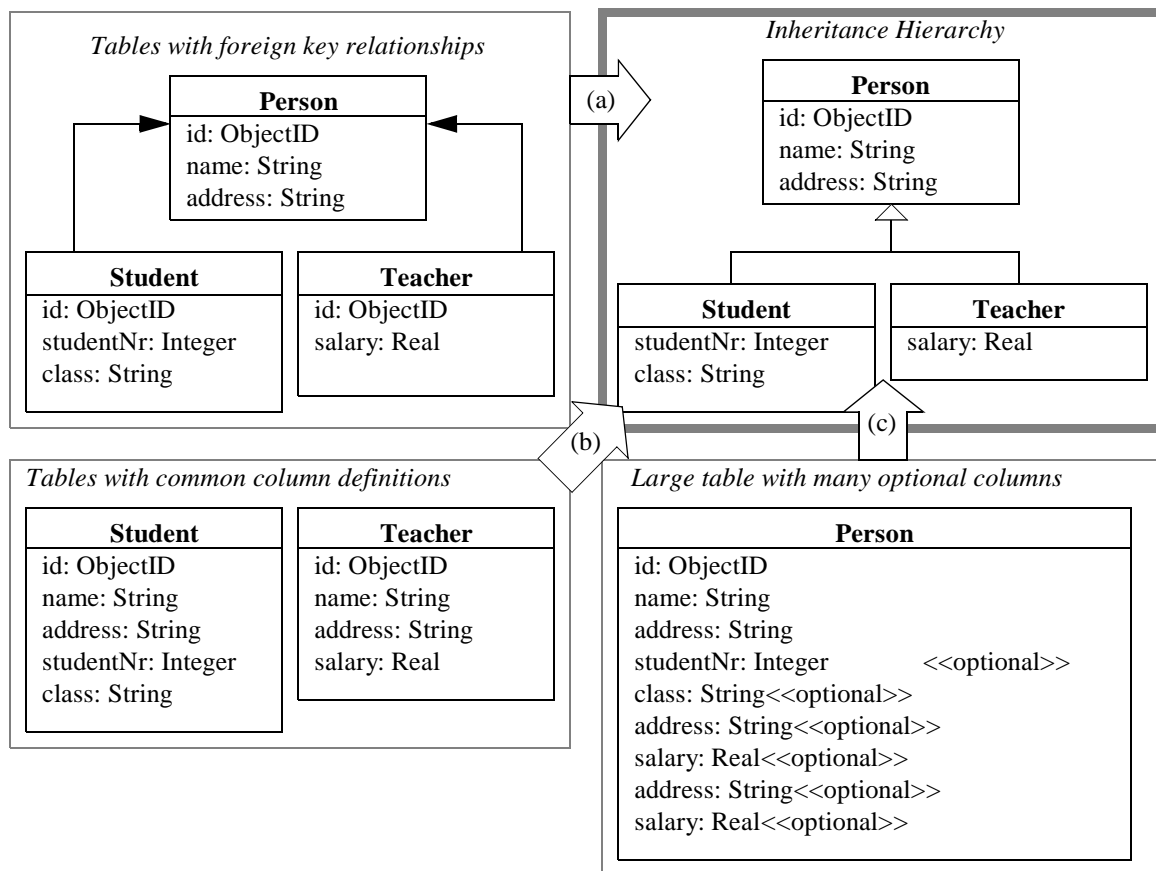 Tables with foreign key relationships
Person
id: ObjectID
name: String
address: String
Student
id: ObjectID
studentNr: Integer
class: String
Teacher
id: ObjectID
salary: Real
(a)
Inheritance Hierarchy
Person
id: ObjectID
name: String
address: String
Student
studentNr: Integer
class: String
Teacher
salary: Real
(b)
(c)
Tables with common column definitions
Student
id: ObjectID
name: String
address: String
studentNr: Integer
class: String
Teacher
id: ObjectID
name: String
address: String
salary: Real
Large table with many optional columns
Person
id: ObjectID
name: String
address: String
studentNr: Integer <<optional>>
class: String<<optional>>
address: String<<optional>>
salary: Real<<optional>>
address: String<<optional>>
salary: Real<<optional>>